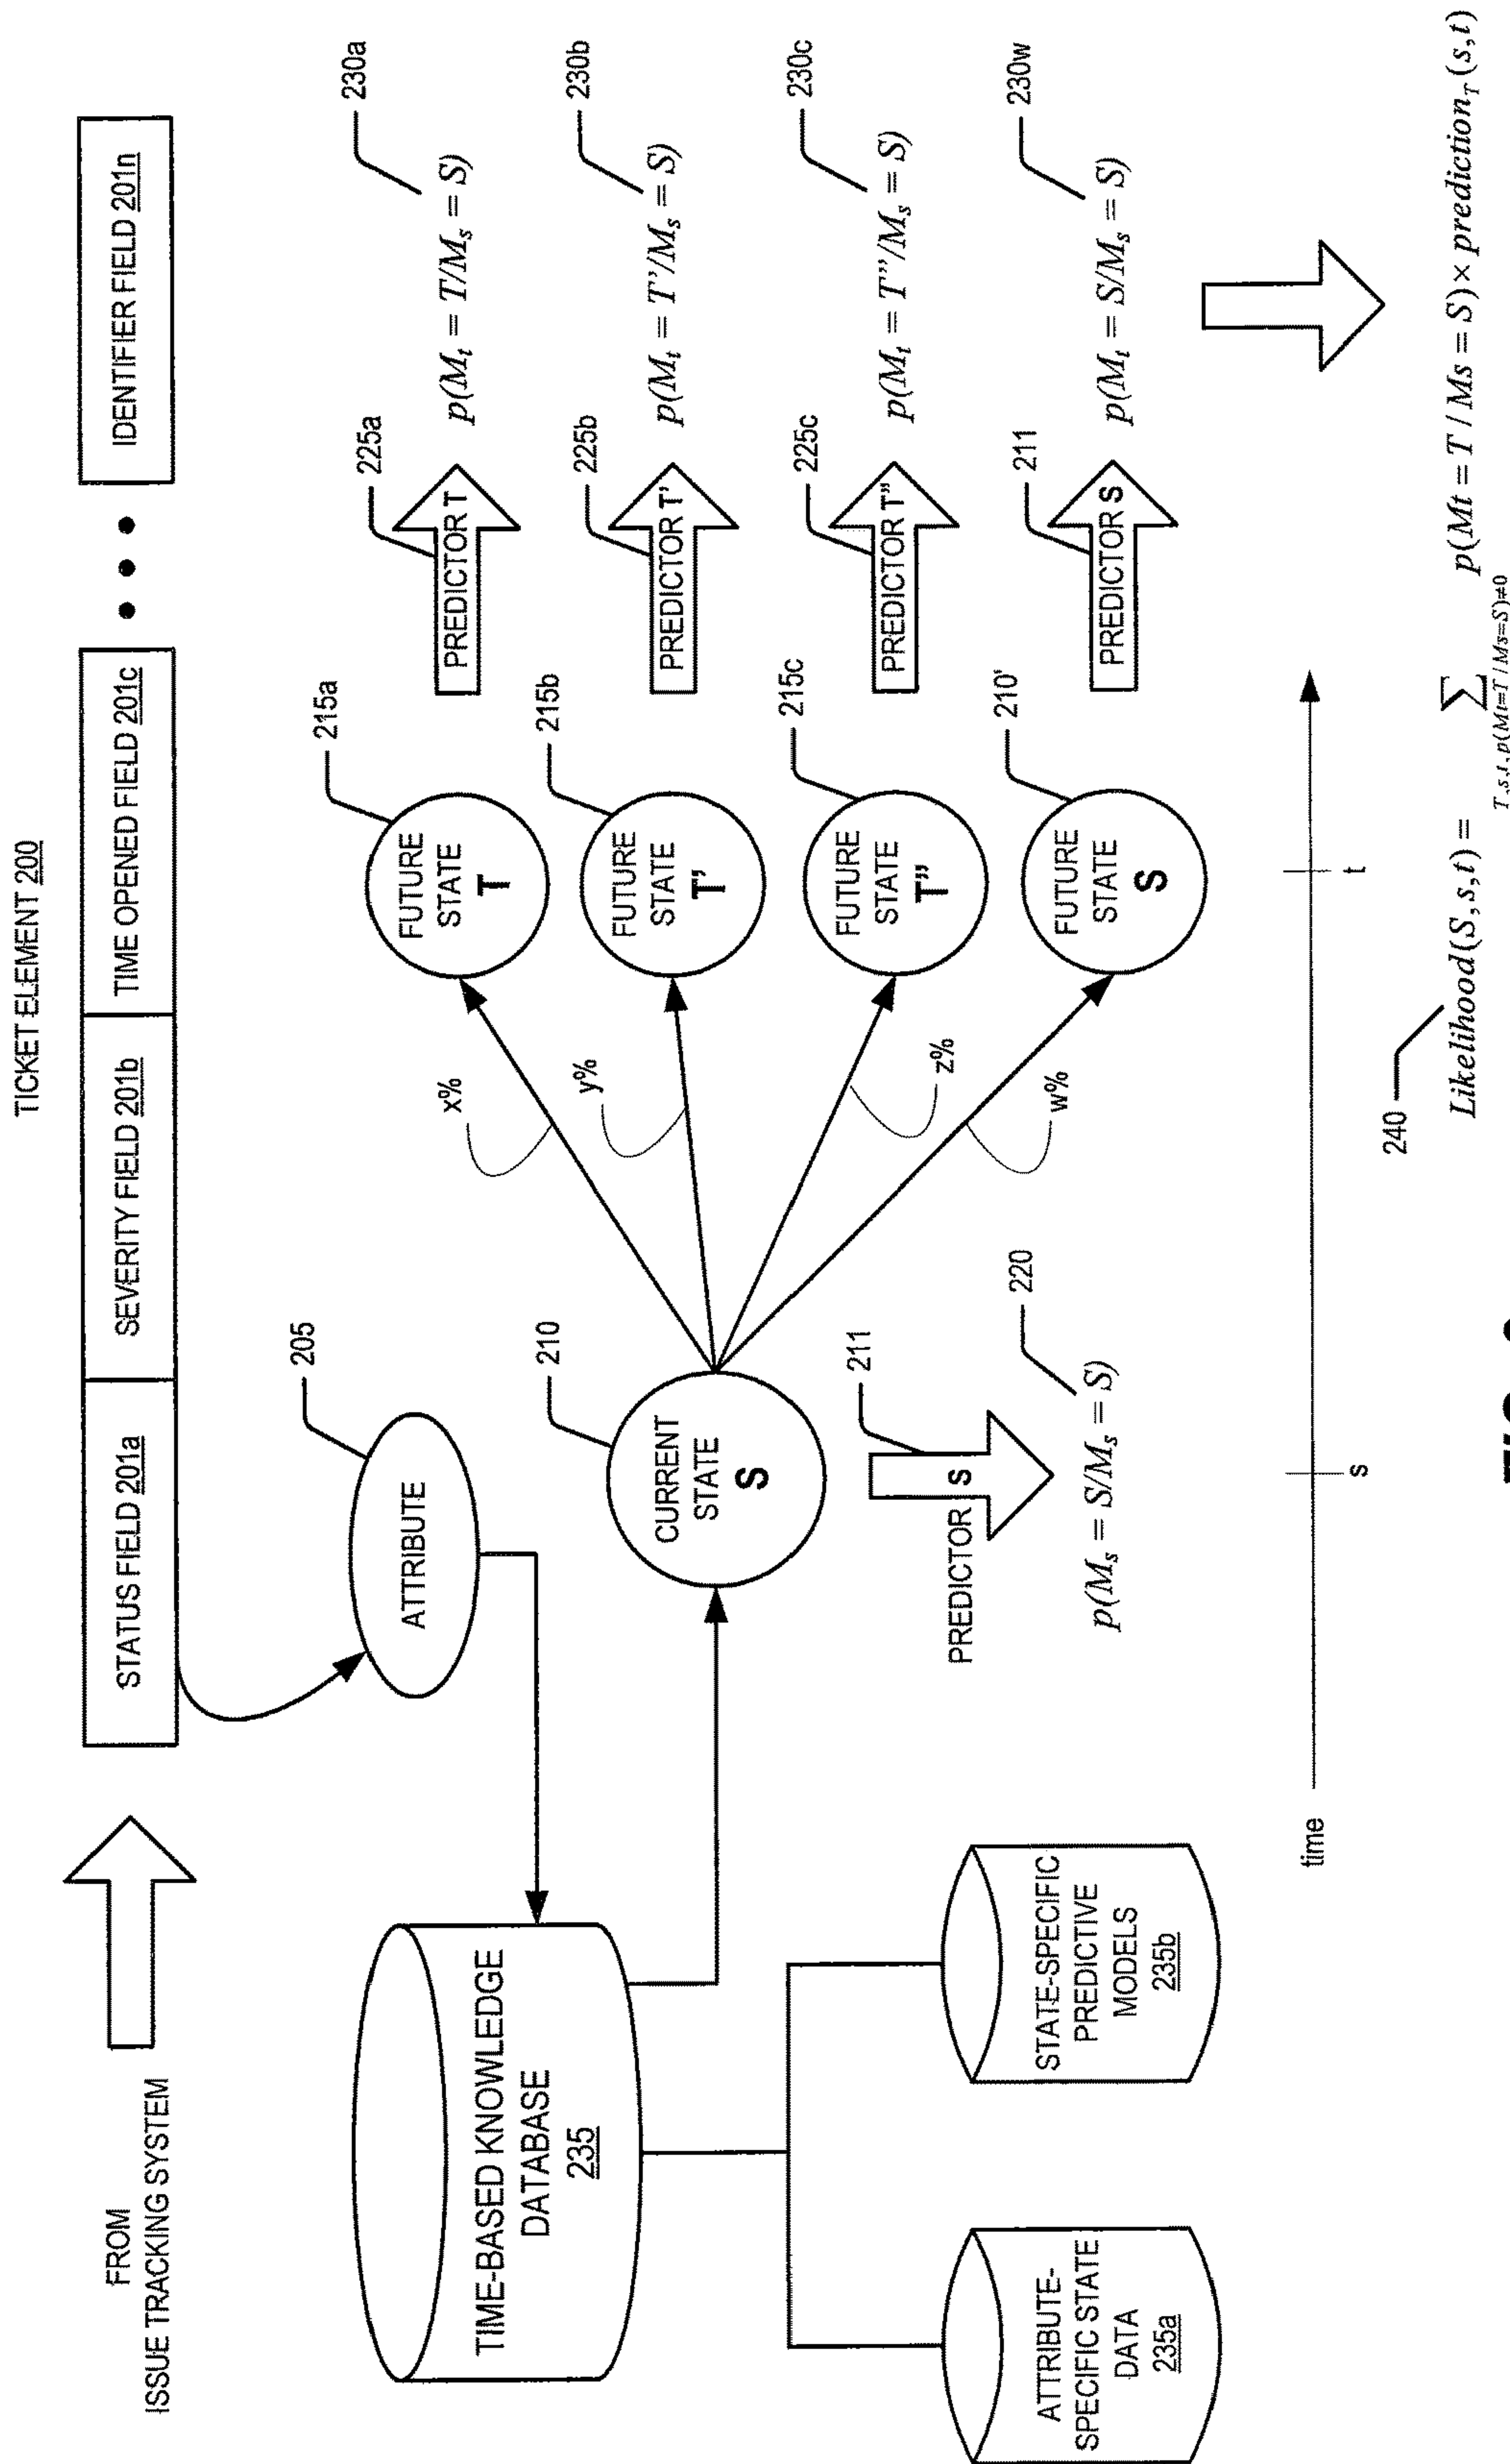 TICKET ELEMENT 200
FROM
ISSUE TRACKING SYSTEM
STATUS FIELD 201a
SEVERITY FIELD 201b
TIME OPENED FIELD 201c
• • •
IDENTIFIER FIELD 201n
205
ATTRIBUTE
TIME-BASED KNOWLEDGE
DATABASE
235
ATTRIBUTE-
SPECIFIC STATE
DATA
235a
STATE-SPECIFIC
PREDICTIVE
MODELS
235b
210
CURRENT
STATE
S
211
PREDICTOR S
220
p(M_s = S/M_s = S)
x%
y%
z%
w%
215a
FUTURE
STATE
T
225a
PREDICTOR T
230a
p(M_t = T/M_s = S)
215b
FUTURE
STATE
T'
225b
PREDICTOR T'
230b
p(M_t = T'/M_s = S)
215c
FUTURE
STATE
T"
225c
PREDICTOR T"
230c
p(M_t = T"/M_s = S)
210'
FUTURE
STATE
S
211
PREDICTOR S
230w
p(M_t = S/M_s = S)
time
s
t
240
Likelihood(S,s,t) = ∑ p(Mt = T / Ms = S) × prediction_T (s,t)
T,s,t,p(Mt=T / Ms=S)≠0